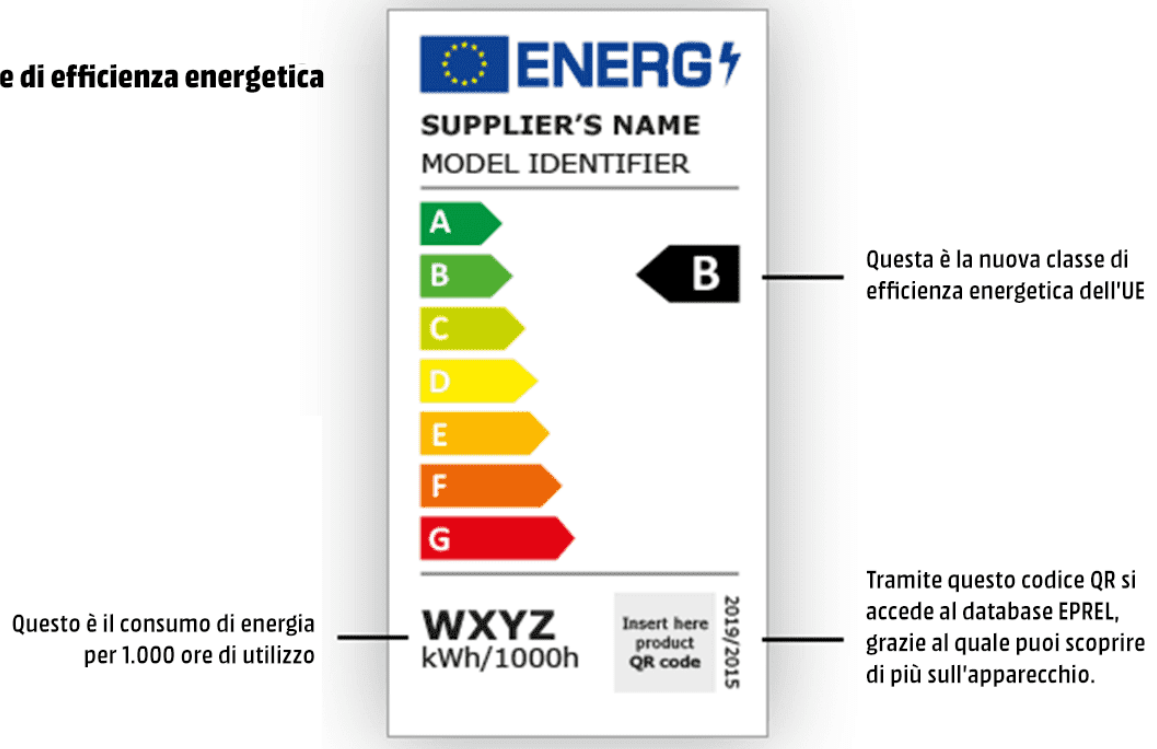 e di efficienza energetica
ENERG
SUPPLIER'S NAME
MODEL IDENTIFIER
A
B
B
C
D
E
F
G
Questa è la nuova classe di
efficienza energetica dell'UE
Questo è il consumo di energia
per 1.000 ore di utilizzo
WXYZ
kWh/1000h
Insert here
product
QR code
2019/2015
Tramite questo codice QR si
accede al database EPREL,
grazie al quale puoi scoprire
di più sull'apparecchio.